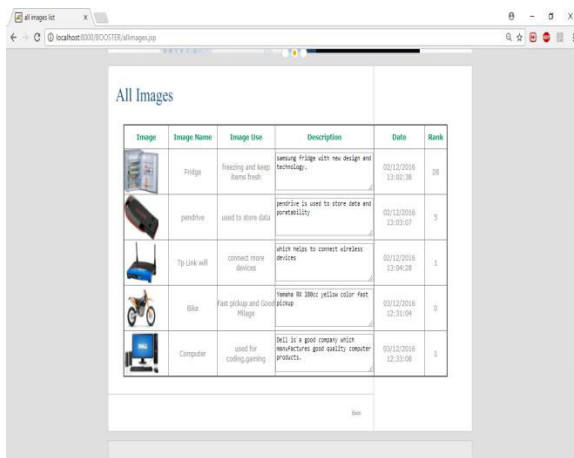 all images list
localhost:8000/BOOSTER/allimages.jsp
All Images
Image Image Name Image Use Description Date Rank
Fridge
freezing and keep
items fresh
samsung fridge with new design and
technology.
02/12/2016
13:02:38
28
pendrive
used to store data
pendrive is used to store data and
poratability
02/12/2016
13:03:07
5
Tp Link wifi
connect more
devices
which helps to connect wireless
devices
02/12/2016
13:04:28
1
Bike
Fast pickup and Good
Milage
Yamaha RX 100cc yellow color fast
pickup
03/12/2016
12:31:04
0
DELL
Computer
used for
coding,gaming
Dell is a good company which
manufactures good quality computer
products.
03/12/2016
12:33:08
1
Back